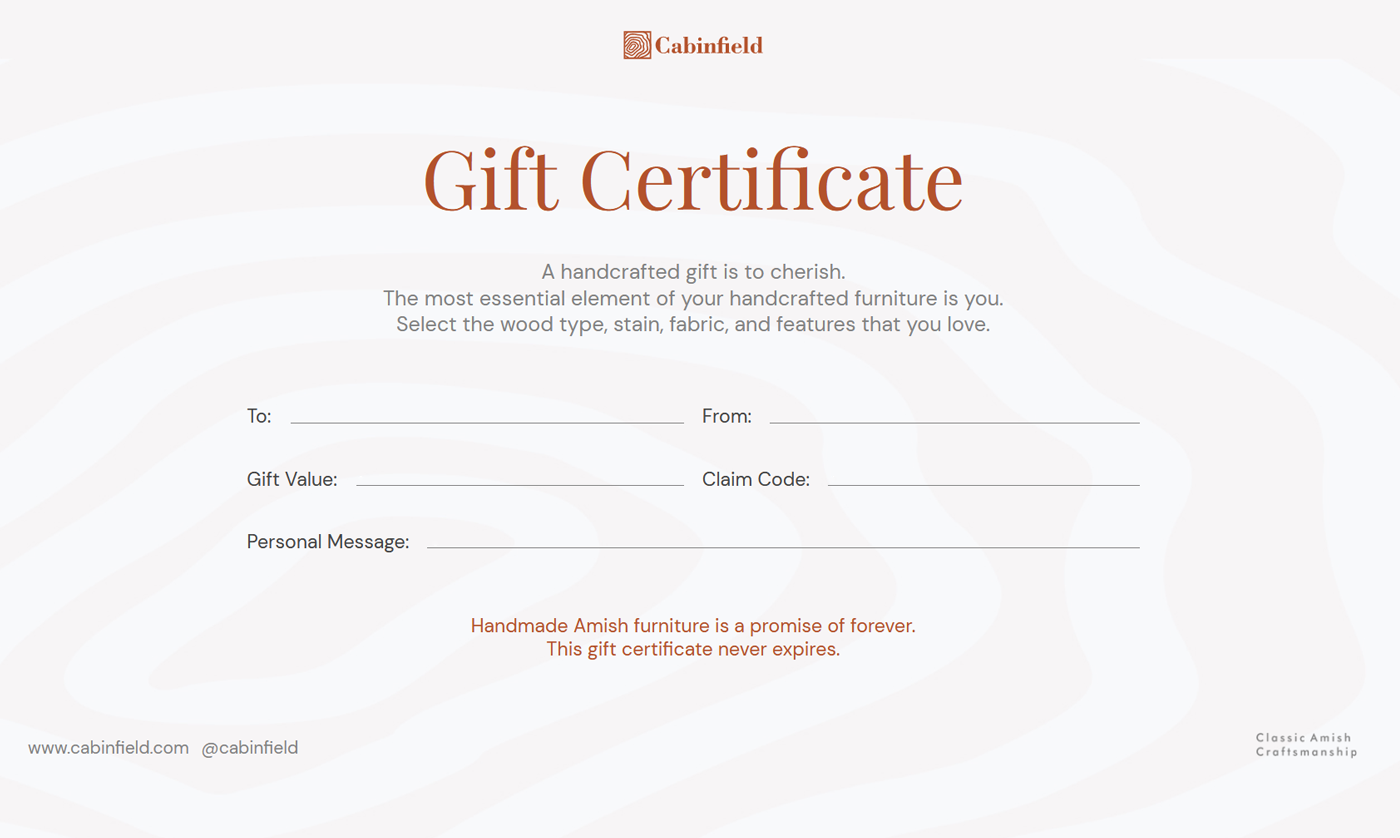 Cabinfield
Gift Certificate
A handcrafted gift is to cherish.
The most essential element of your handcrafted furniture is you.
Select the wood type, stain, fabric, and features that you love.
To: From:
Gift Value: Claim Code:
Personal Message:
Handmade Amish furniture is a promise of forever.
This gift certificate never expires.
www.cabinfield.com @cabinfield
Classic Amish
Craftsmanship